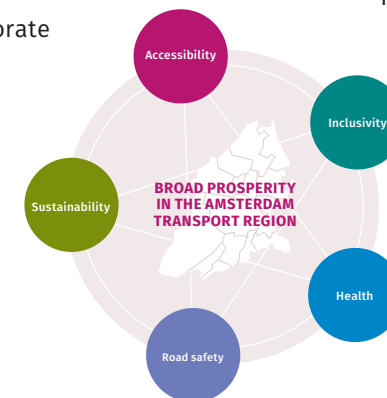 orate
Accessibility
Inclusivity
BROAD PROSPERITY
IN THE AMSTERDAM
TRANSPORT REGION
Sustainability
Health
Road safety